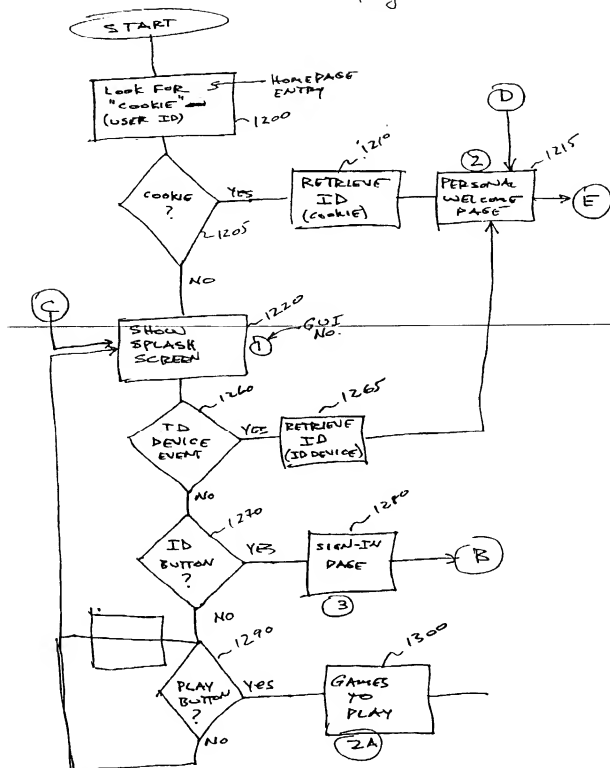 START
LOOK FOR
"COOKIE"
(USER ID)
HOMEPAGE
ENTRY
1200
D
COOKIE
?
YES
1205
1210
RETRIEVE
ID
(COOKIE)
2
1215
PERSONAL
WELCOME
PAGE
E
NO
C
1220
SHOW
SPLASH
SCREEN
1
GUI
NO.
1260
ID
DEVICE
EVENT
YES
1265
RETRIEVE
ID
(ID DEVICE)
NO
1270
ID
BUTTON
?
YES
1280
SIGN-IN
PAGE
B
3
NO
1290
PLAY
BUTTON
?
YES
1300
GAMES
TO
PLAY
2A
NO